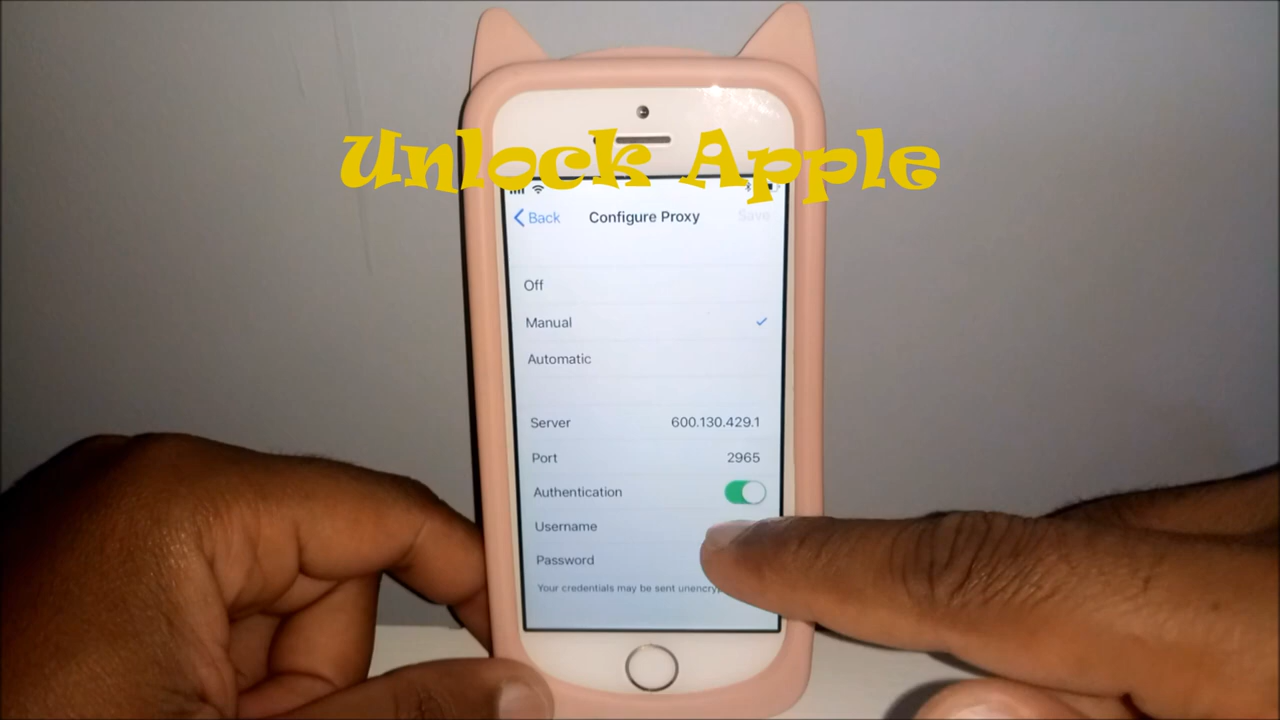 Unlock Apple
Back Configure Proxy Save
Off
Manual
Automatic
Server 600.130.429.1
Port 2965
Authentication
Username
Password
Your credentials may be sent